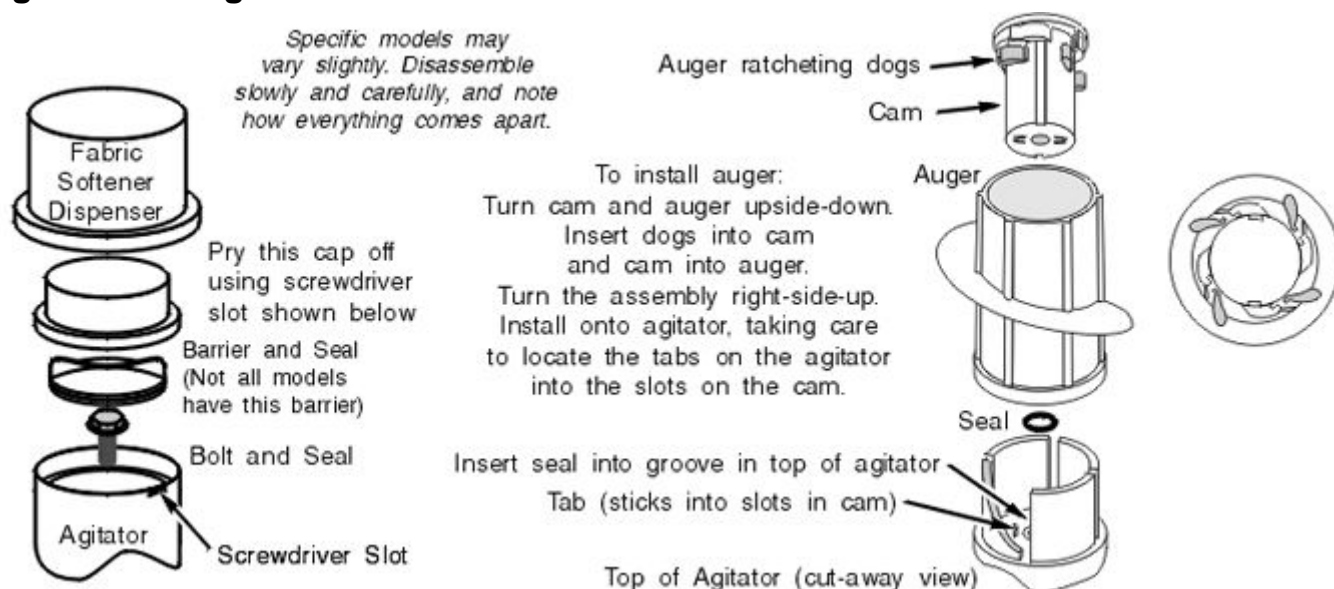 Specific models may
vary slightly. Disassemble
slowly and carefully, and note
how everything comes apart.
Fabric
Softener
Dispenser
Pry this cap off
using screwdriver
slot shown below
Barrier and Seal
(Not all models
have this barrier)
Bolt and Seal
Agitator
Screwdriver Slot
Auger ratcheting dogs
Cam
Auger
To install auger:
Turn cam and auger upside-down.
Insert dogs into cam
and cam into auger.
Turn the assembly right-side-up.
Install onto agitator, taking care
to locate the tabs on the agitator
into the slots on the cam.
Seal
Insert seal into groove in top of agitator
Tab (sticks into slots in cam)
Top of Agitator (cut-away view)